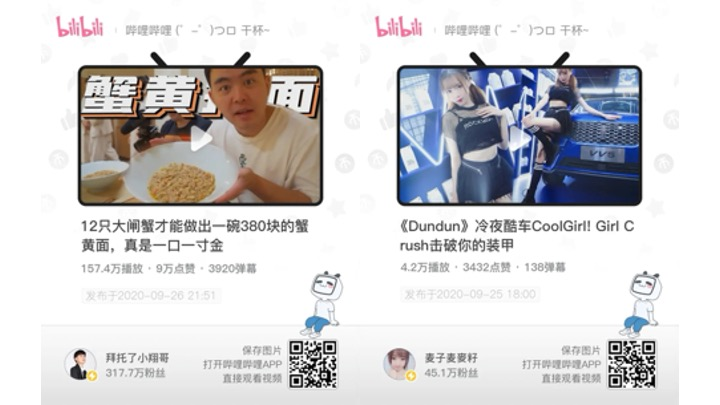 bilibili
哔哩哔哩 (゜-゜)つロ 干杯~
蟹黄 面
12只大闸蟹才能做出一碗380块的蟹
黄面，真是一口一寸金
157.4万播放 · 9万点赞 · 3920弹幕
发布于2020-09-26 21:51
拜托了小翔哥
317.7万粉丝
保存图片
打开哔哩哔哩APP
直接观看视频
bilibili
哔哩哔哩 (゜-゜)つロ 干杯~
VV6
《Dundun》冷夜酷车CoolGirl! Girl C
rush击破你的装甲
4.2万播放 · 3432点赞 · 138弹幕
发布于2020-09-25 18:00
麦子麦麥籽
45.1万粉丝
保存图片
打开哔哩哔哩APP
直接观看视频